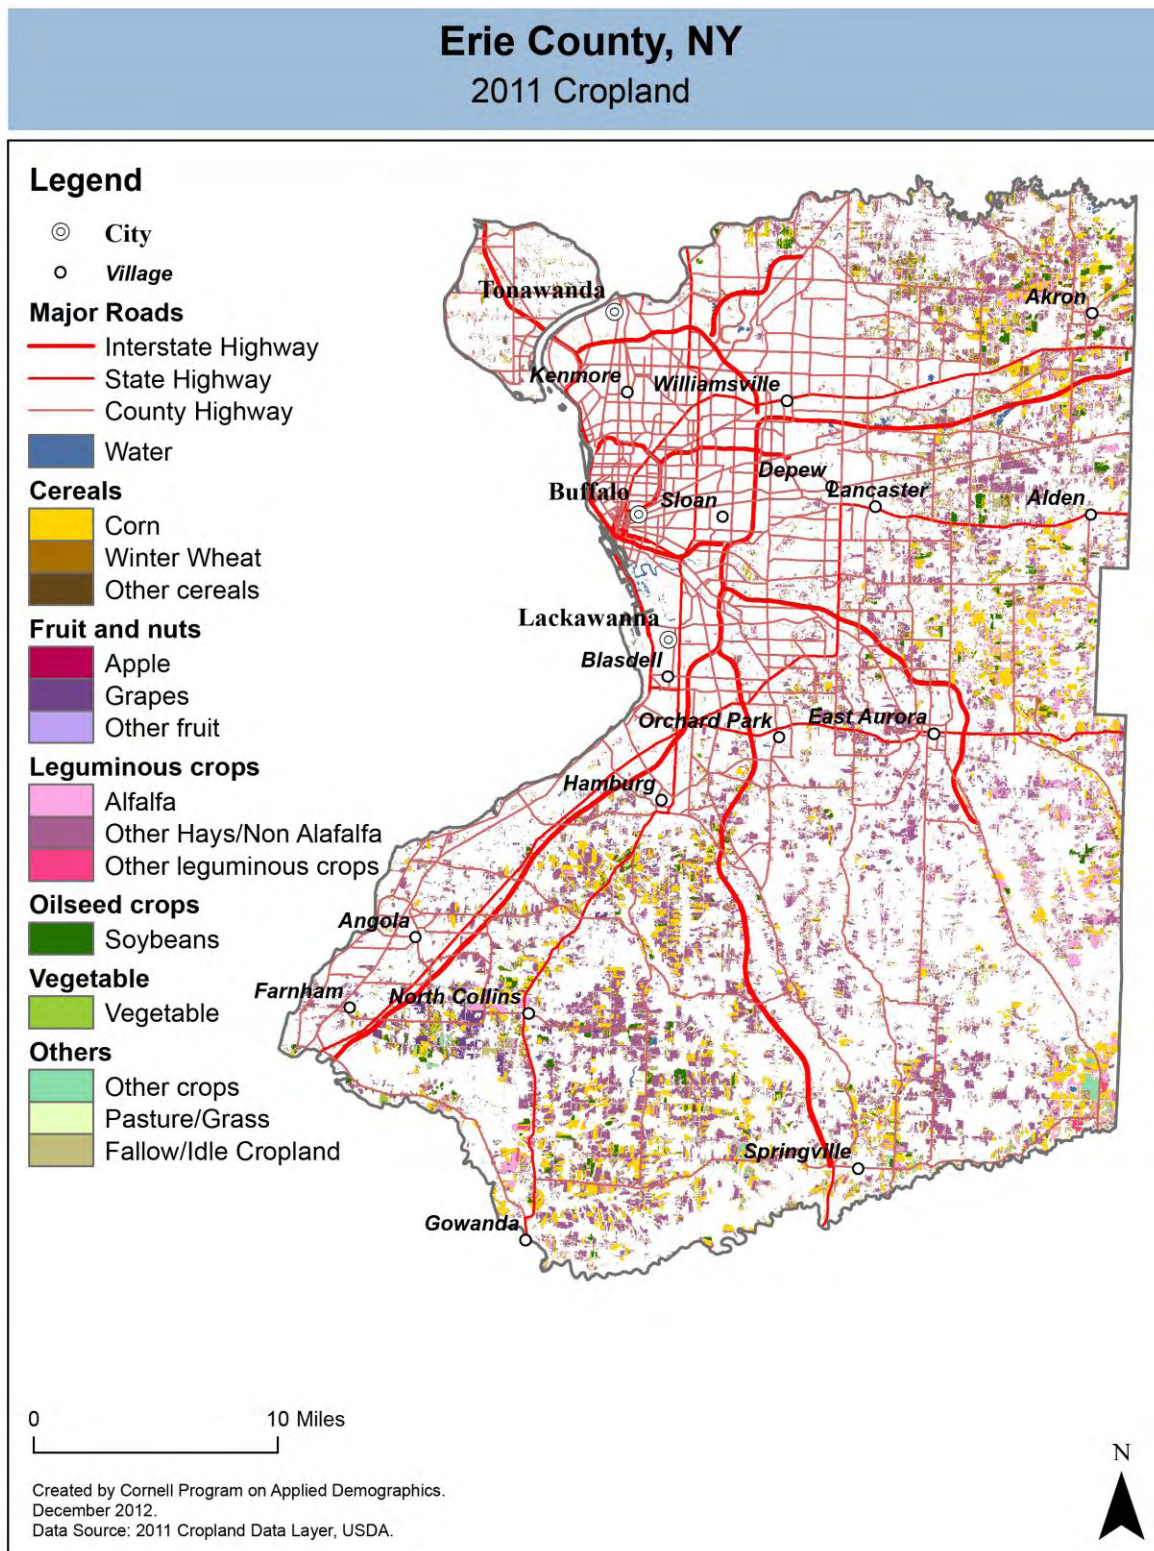 Erie County, NY
2011 Cropland
Legend
City
Village
Major Roads
Interstate Highway
State Highway
County Highway
Water
Cereals
Corn
Winter Wheat
Other cereals
Fruit and nuts
Apple
Grapes
Other fruit
Leguminous crops
Alfalfa
Other Hays/Non Alafalfa
Other leguminous crops
Oilseed crops
Soybeans
Vegetable
Vegetable
Others
Other crops
Pasture/Grass
Fallow/Idle Cropland
Tonawanda
Akron
Kenmore
Williamsville
Depew
Buffalo
Sloan
Lancaster
Alden
Lackawanna
Blasdell
Orchard Park
East Aurora
Hamburg
Angola
Farnham
North Collins
Springville
Gowanda
0
10 Miles
N
Created by Cornell Program on Applied Demographics.
December 2012.
Data Source: 2011 Cropland Data Layer, USDA.